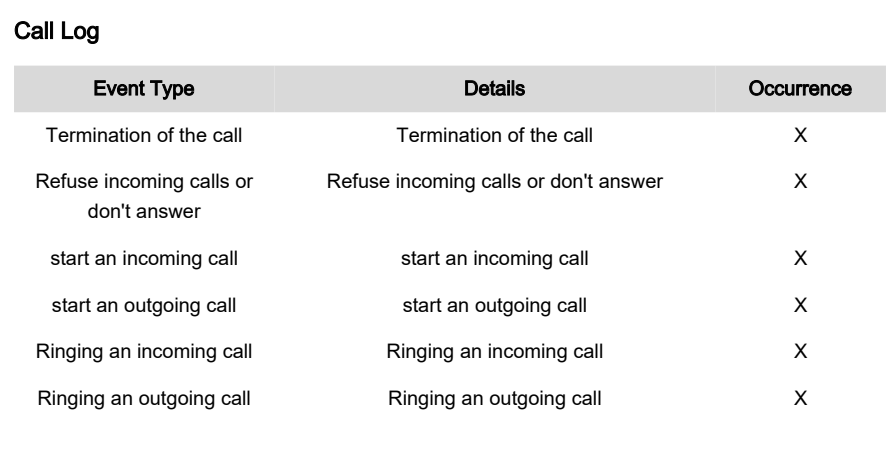 Call Log
Event Type Details Occurrence
Termination of the call Termination of the call X
Refuse incoming calls or Refuse incoming calls or don't answer X
don't answer
start an incoming call start an incoming call X
start an outgoing call start an outgoing call X
Ringing an incoming call Ringing an incoming call X
Ringing an outgoing call Ringing an outgoing call X